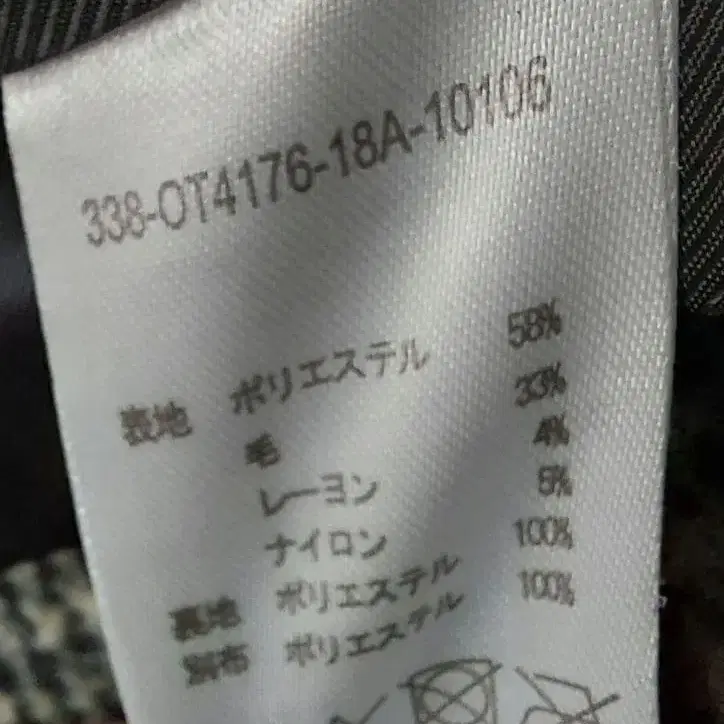 338-OT4176-18A-10106
表地 ポリエステル 58%
毛 33%
レーヨン 4%
ナイロン 5%
裏地 ポリエステル 100%
別布 ポリエステル 100%